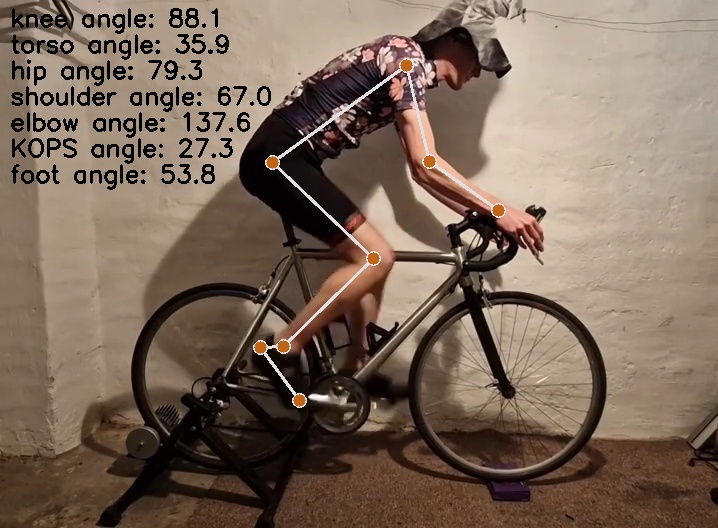 knee angle: 88.1
torso angle: 35.9
hip angle: 79.3
shoulder angle: 67.0
elbow angle: 137.6
KOPS angle: 27.3
foot angle: 53.8